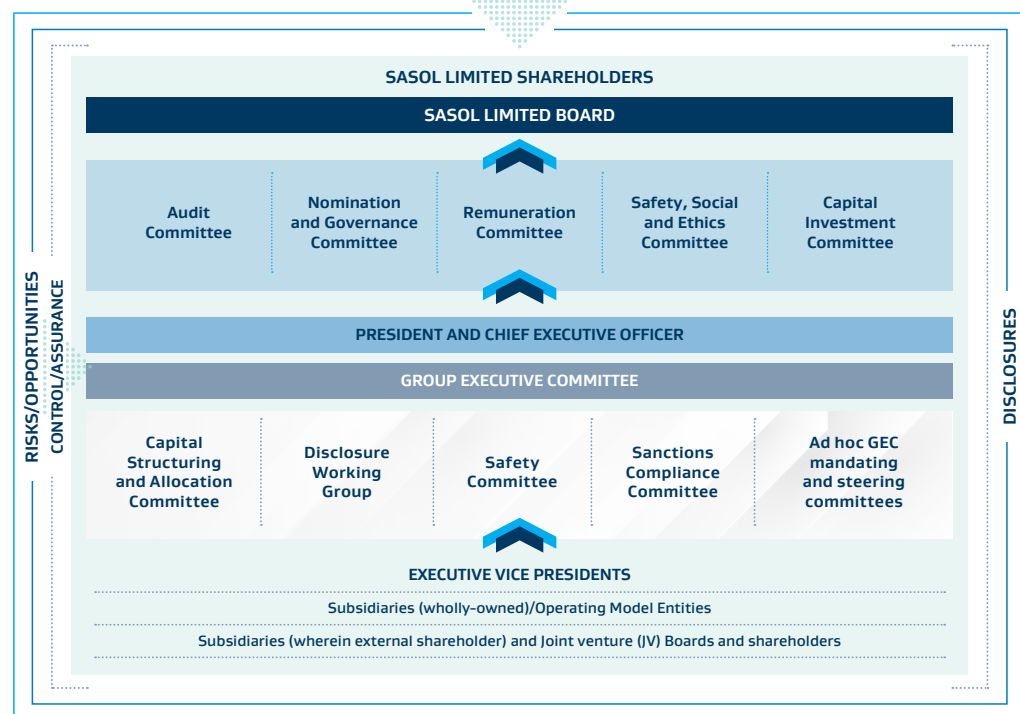 SASOL LIMITED SHAREHOLDERS
SASOL LIMITED BOARD
Audit
Committee
Nomination
and Governance
Committee
Remuneration
Committee
Safety, Social
and Ethics
Committee
Capital
Investment
Committee
PRESIDENT AND CHIEF EXECUTIVE OFFICER
GROUP EXECUTIVE COMMITTEE
Capital
Structuring
and Allocation
Committee
Disclosure
Working
Group
Safety
Committee
Sanctions
Compliance
Committee
Ad hoc GEC
mandating
and steering
committees
EXECUTIVE VICE PRESIDENTS
Subsidiaries (wholly-owned)/Operating Model Entities
Subsidiaries (wherein external shareholder) and Joint venture (JV) Boards and shareholders
RISKS/OPPORTUNITIES
CONTROL/ASSURANCE
DISCLOSURES